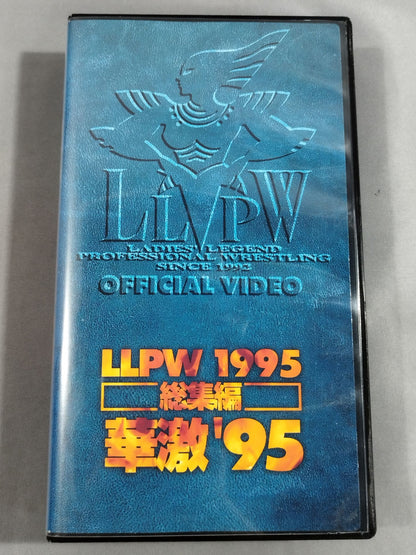 LLPW
LADIES' LEGEND
PROFESSIONAL WRESTLING
SINCE 1992
OFFICIAL VIDEO
LLPW 1995
総集編
華激'95